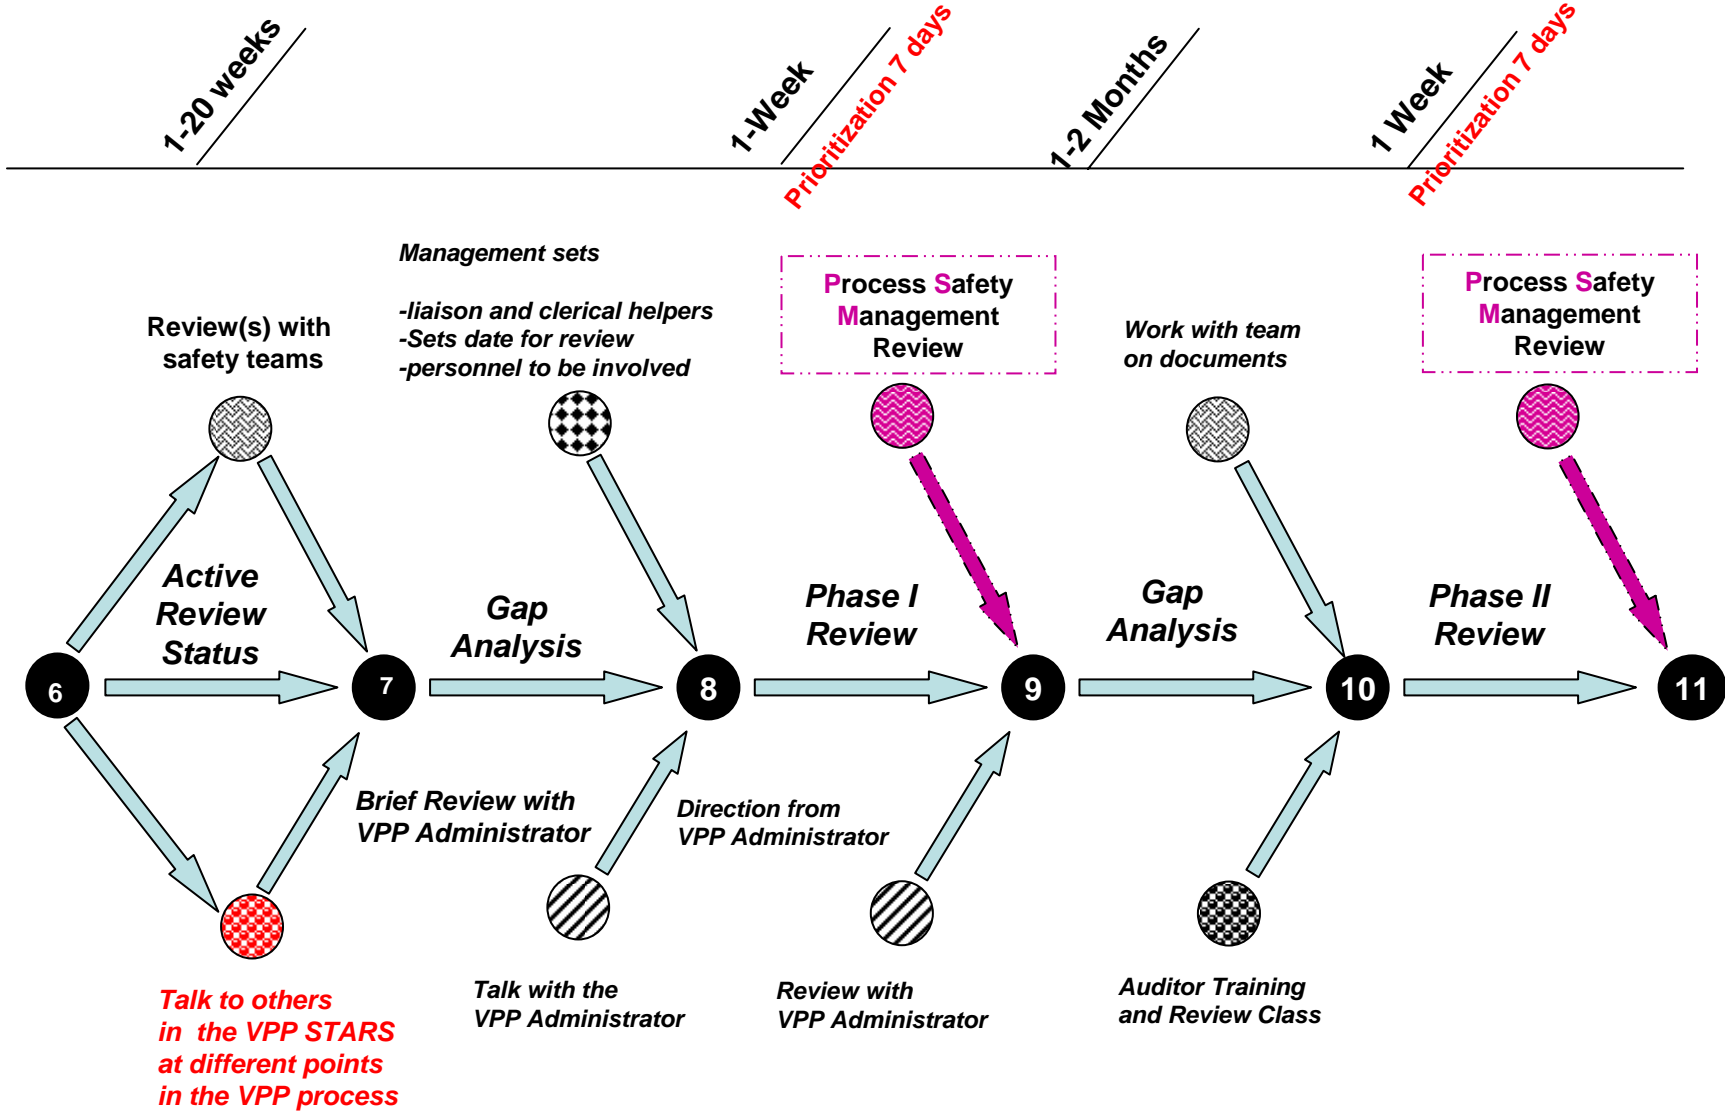 1-20 weeks
1-Week
Prioritization 7 days
1-2 Months
1 Week
Prioritization 7 days
Management sets
-liaison and clerical helpers
-Sets date for review
-personnel to be involved
Review(s) with
safety teams
Process Safety
Management
Review
Work with team
on documents
Process Safety
Management
Review
Active
Review
Status
Gap
Analysis
Phase I
Review
Gap
Analysis
Phase II
Review
6
7
8
9
10
11
Brief Review with
VPP Administrator
Direction from
VPP Administrator
Talk to others
in the VPP STARS
at different points
in the VPP process
Talk with the
VPP Administrator
Review with
VPP Administrator
Auditor Training
and Review Class